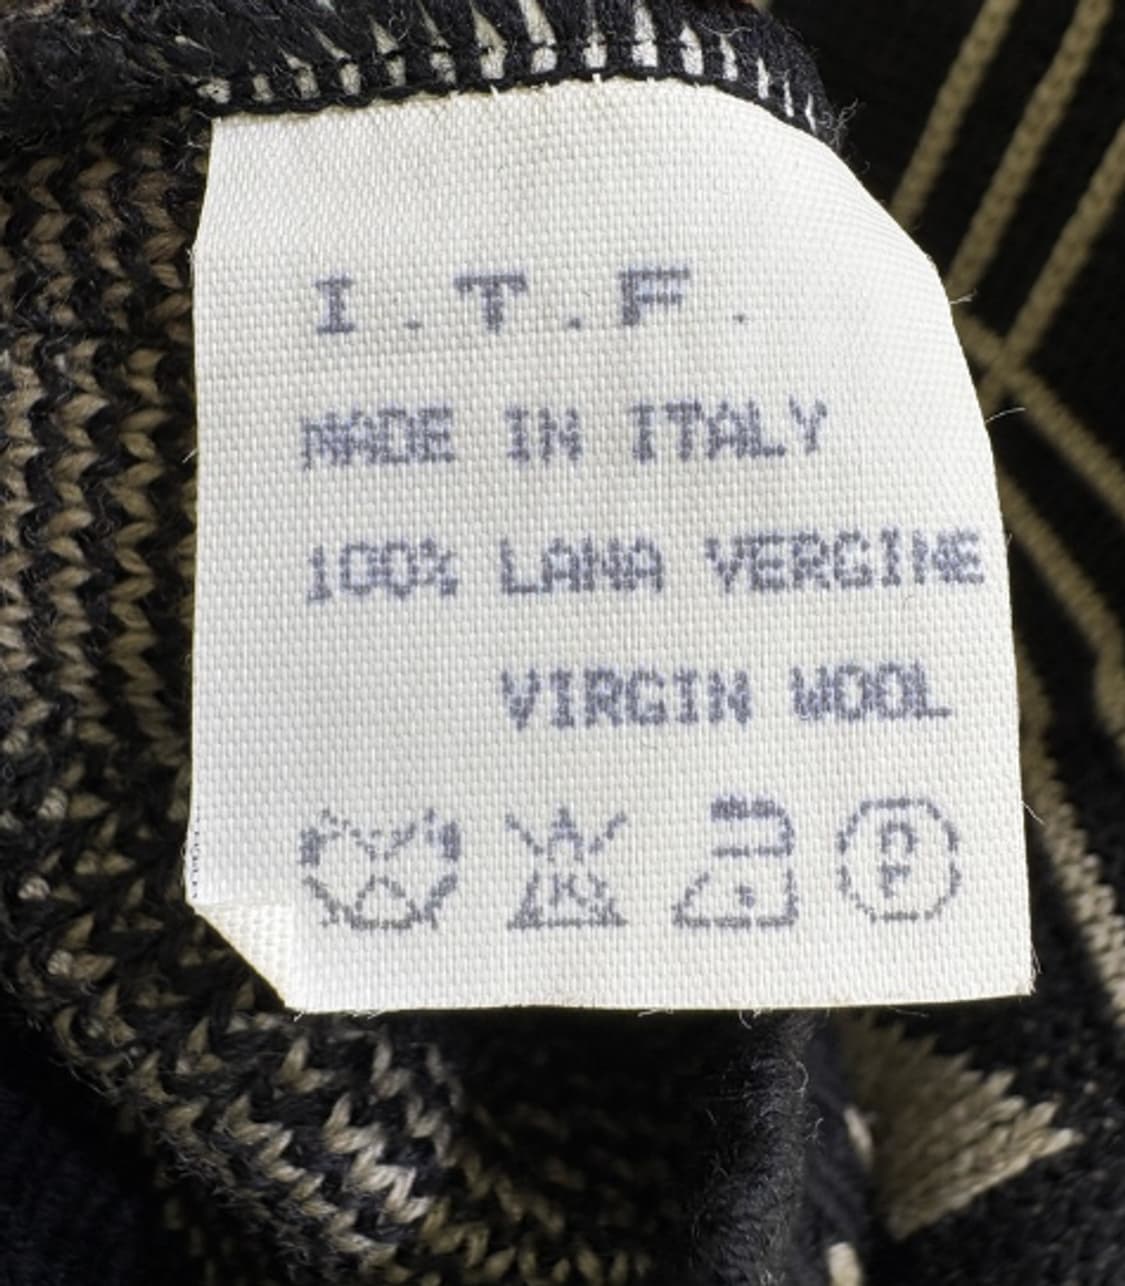 I.T.F.
MADE IN ITALY
100% LANA VERGINE
VIRGIN WOOL
P